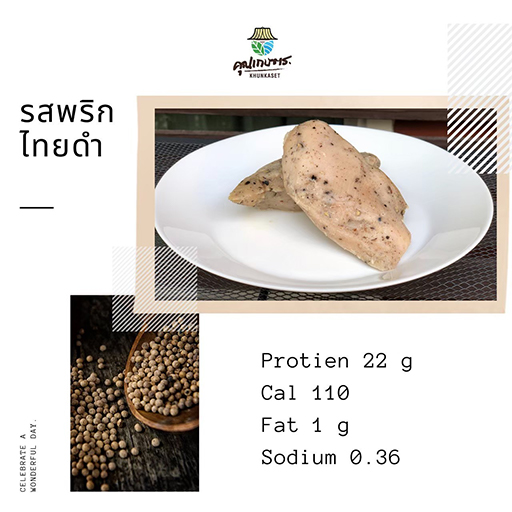 คุณเกษตร.
KHUNKASET
รสพริก
ไทยดำ
Protien 22 g
Cal 110
Fat 1 g
Sodium 0.36
CELEBRATE A
WONDERFUL DAY.